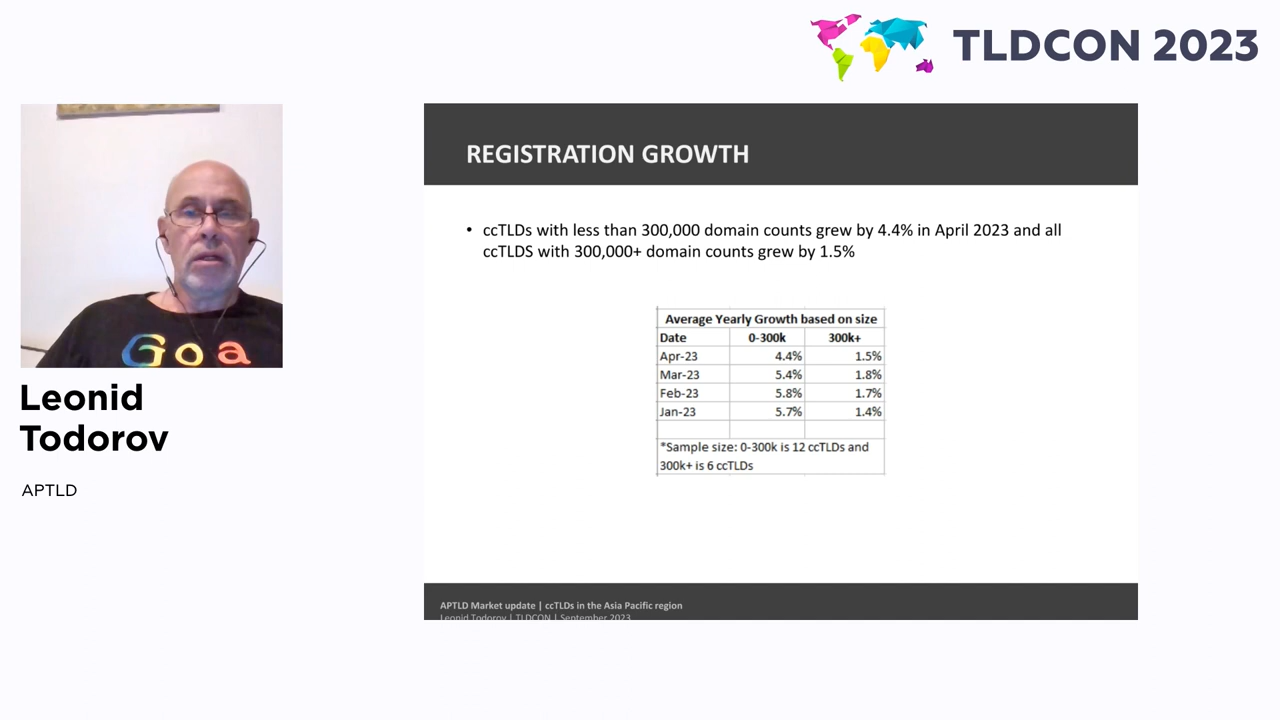 TLDCON 2023
REGISTRATION GROWTH
• ccTLDs with less than 300,000 domain counts grew by 4.4% in April 2023 and all
ccTLDS with 300,000+ domain counts grew by 1.5%
Average Yearly Growth based on size
Date 0-300k 300k+
Apr-23 4.4% 1.5%
Mar-23 5.4% 1.8%
Feb-23 5.8% 1.7%
Jan-23 5.7% 1.4%
*Sample size: 0-300k is 12 ccTLDs and
300k+ is 6 ccTLDs
Goa
Leonid
Todorov
APTLD
APTLD Market update | ccTLDs in the Asia Pacific region
Leonid Todorov | TLDCON | September 2023